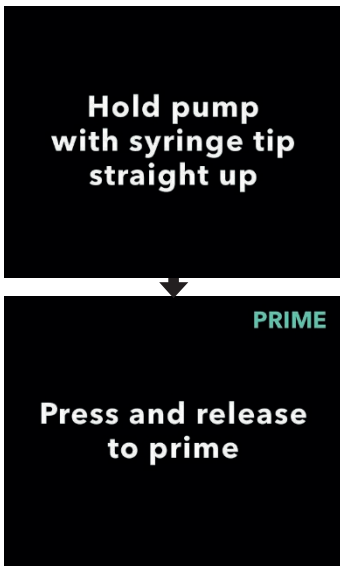 Hold pump
with syringe tip
straight up
PRIME
Press and release
to prime